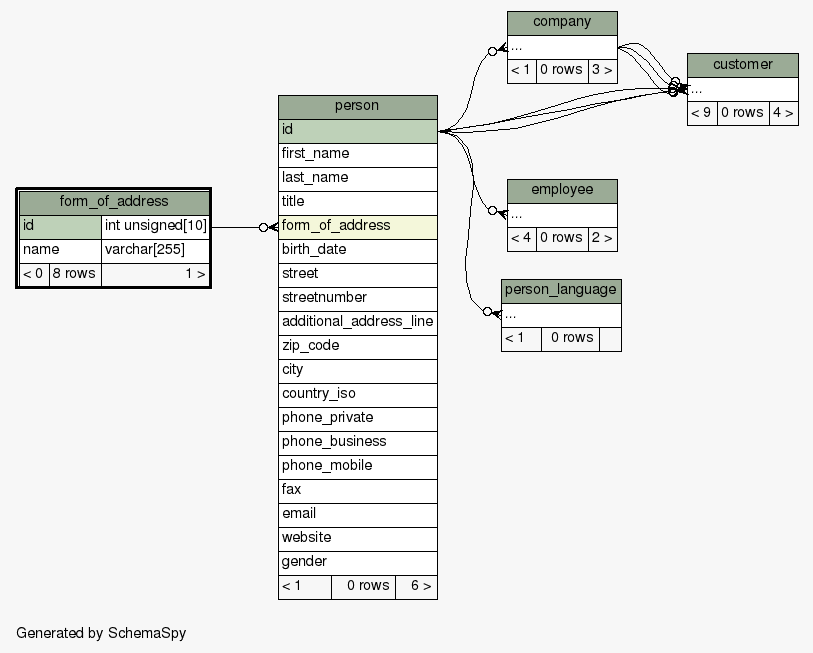 company
...
< 1 0 rows 3 >
customer
...
< 9 0 rows 4 >
person
id
first_name
last_name
title
form_of_address
birth_date
street
streetnumber
additional_address_line
zip_code
city
country_iso
phone_private
phone_business
phone_mobile
fax
email
website
gender
< 1 0 rows 6 >
form_of_address
id int unsigned[10]
name varchar[255]
< 0 8 rows 1 >
employee
...
< 4 0 rows 2 >
person_language
...
< 1 0 rows
Generated by SchemaSpy